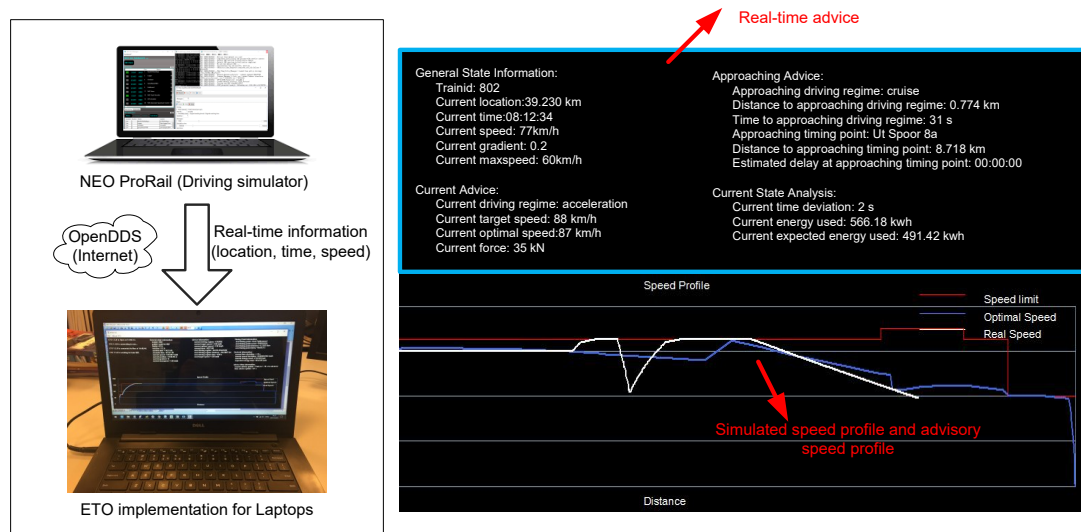 NEO ProRail (Driving simulator)
OpenDDS
(Internet)
Real-time information
(location, time, speed)
ETO implementation for Laptops
Real-time advice
General State Information:
Trainid: 802
Current location:39.230 km
Current time:08:12:34
Current speed: 77km/h
Current gradient: 0.2
Current maxspeed: 60km/h
Current Advice:
Current driving regime: acceleration
Current target speed: 88 km/h
Current optimal speed:87 km/h
Current force: 35 kN
Approaching Advice:
Approaching driving regime: cruise
Distance to approaching driving regime: 0.774 km
Time to approaching driving regime: 31 s
Approaching timing point: Ut Spoor 8a
Distance to approaching timing point: 8.718 km
Estimated delay at approaching timing point: 00:00:00
Current State Analysis:
Current time deviation: 2 s
Current energy used: 566.18 kwh
Current expected energy used: 491.42 kwh
Speed Profile
Speed limit
Optimal Speed
Real Speed
Simulated speed profile and advisory
speed profile
Distance